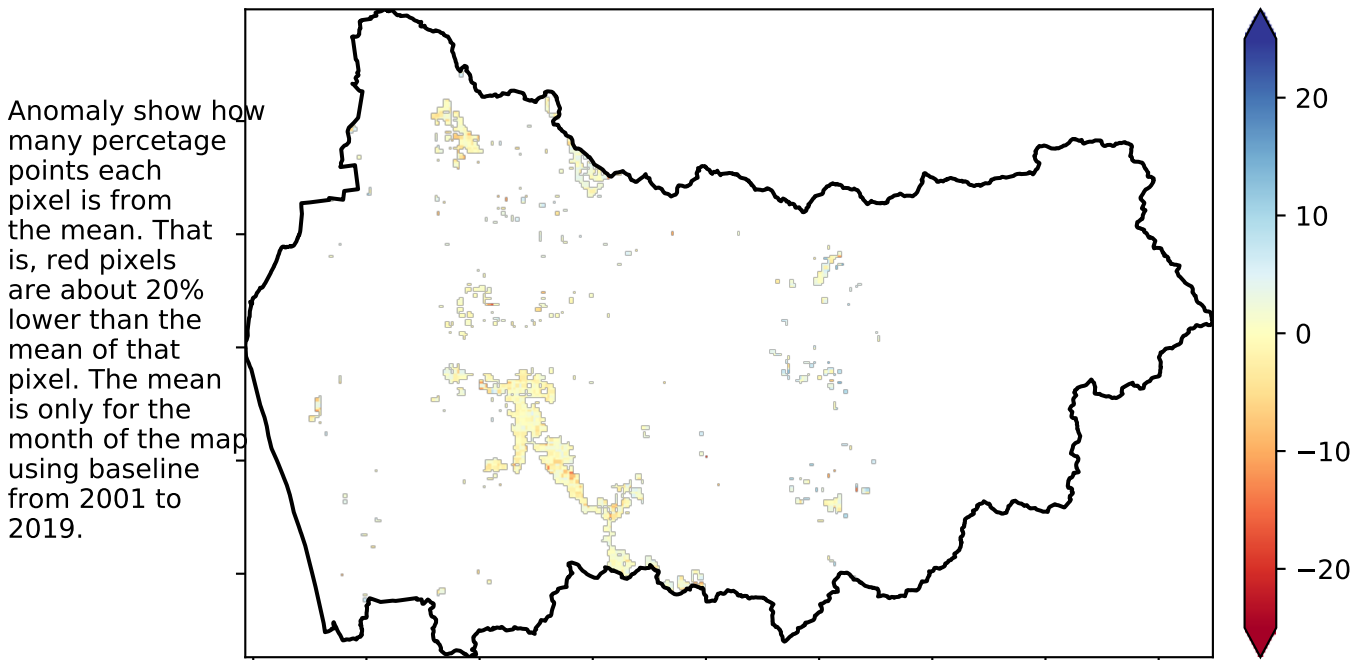 Anomaly show how
many percetage
points each
pixel is from
the mean. That
is, red pixels
are about 20%
lower than the
mean of that
pixel. The mean
is only for the
month of the map
using baseline
from 2001 to
2019.
20
10
0
−10
−20